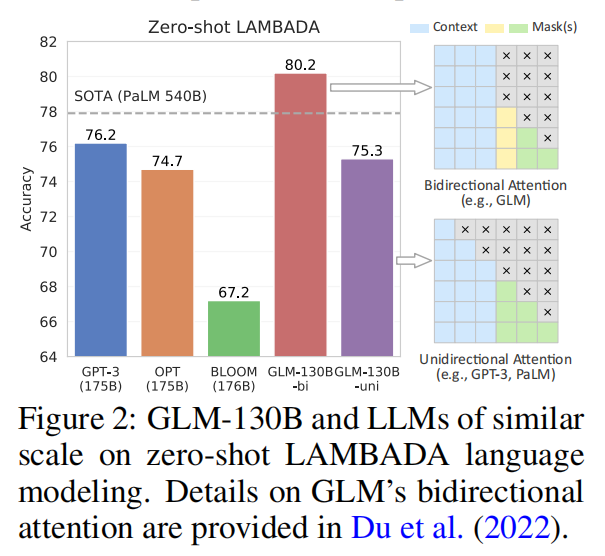 Zero-shot LAMBADA
Context
Mask(s)
82
80
78
76
74
72
70
68
66
64
Accuracy
SOTA (PaLM 540B)
76.2
74.7
67.2
80.2
75.3
GPT-3
(175B)
OPT
(175B)
BLOOM
(176B)
GLM-130B
-bi
GLM-130B
-uni
× × ×
× × ×
× × ×
× ×
×
Bidirectional Attention
(e.g., GLM)
× × × × ×
× × × ×
× × ×
× ×
×
Unidirectional Attention
(e.g., GPT-3, PaLM)
Figure 2: GLM-130B and LLMs of similar
scale on zero-shot LAMBADA language
modeling. Details on GLM’s bidirectional
attention are provided in Du et al. (2022).